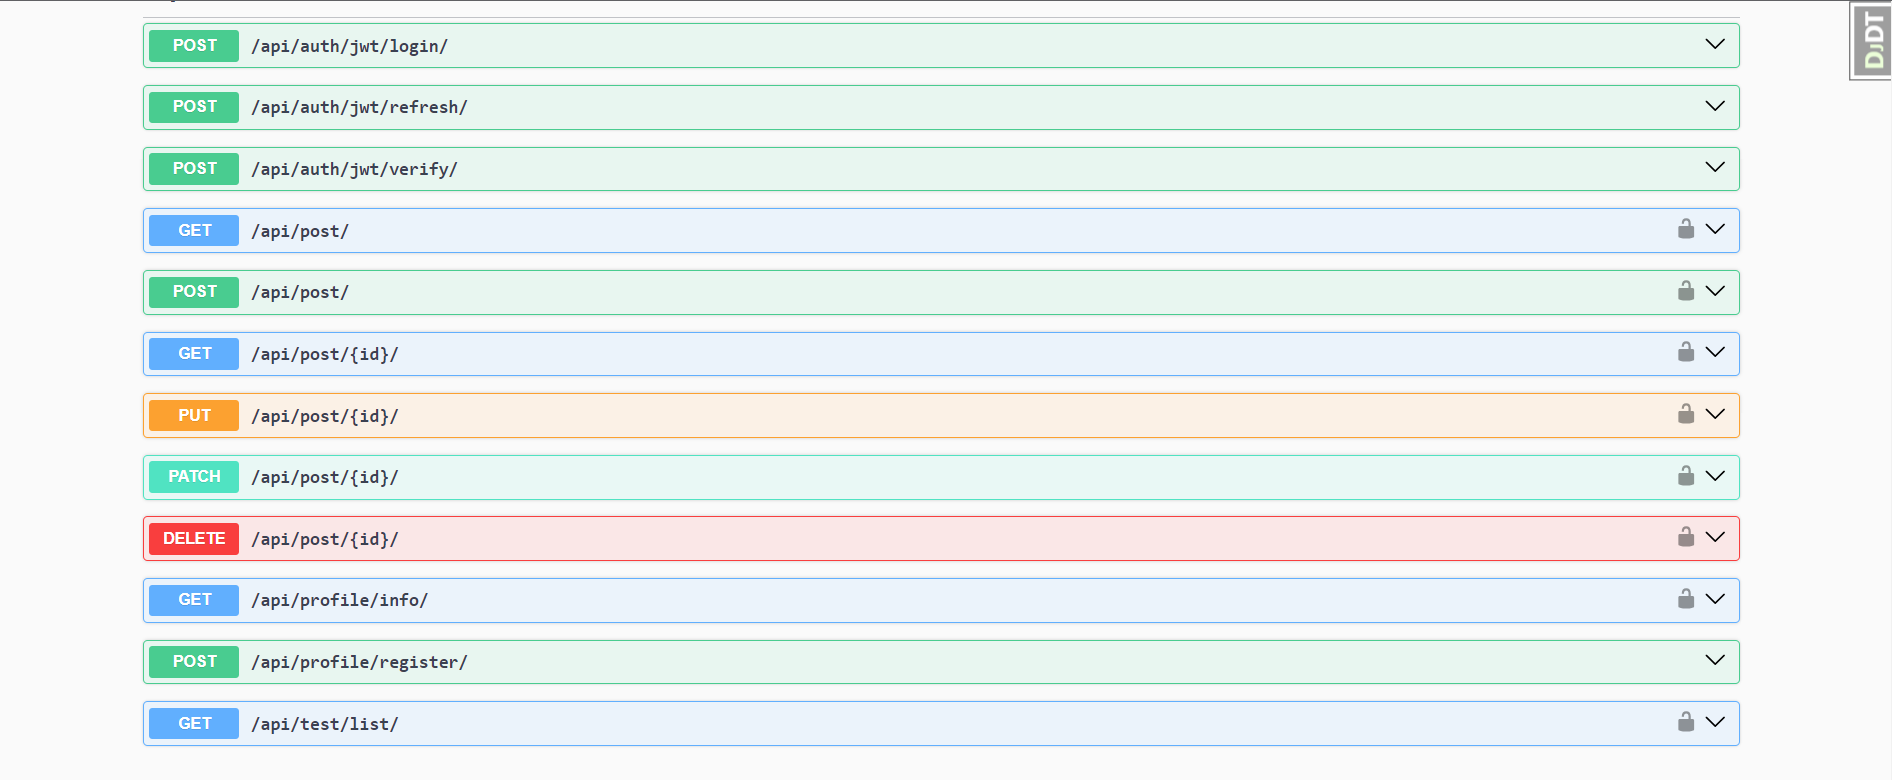 POST /api/auth/jwt/login/
POST /api/auth/jwt/refresh/
POST /api/auth/jwt/verify/
GET /api/post/
POST /api/post/
GET /api/post/{id}/
PUT /api/post/{id}/
PATCH /api/post/{id}/
DELETE /api/post/{id}/
GET /api/profile/info/
POST /api/profile/register/
GET /api/test/list/
DJDT